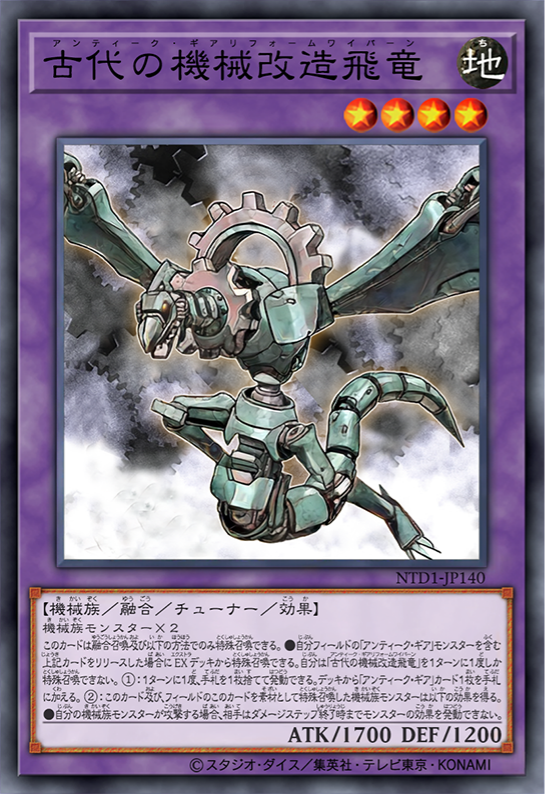 アンティーク・ギアリフォームワイバーン
古代の機械改造飛竜
ち
地
NTD1-JP140
【機械族／融合／チューナー／効果】
機械族モンスター×2
このカードは融合召喚及び以下の方法でのみ特殊召喚できる。●自分フィールドの「アンティーク・ギア」モンスターを含む
上記カードをリリースした場合にEXデッキから特殊召喚できる。自分は「古代の機械改造飛竜」を1ターンに1度しか
特殊召喚できない。①：1ターンに1度、手札を1枚捨てて発動できる。デッキから「アンティーク・ギア」カード1枚を手札
に加える。②：このカード及び、フィールドのこのカードを素材として特殊召喚した機械族モンスターは以下の効果を得る。
●自分の機械族モンスターが攻撃する場合、相手はダメージステップ終了時までモンスターの効果を発動できない。
ATK/1700 DEF/1200
©スタジオ・ダイス／集英社・テレビ東京・KONAMI